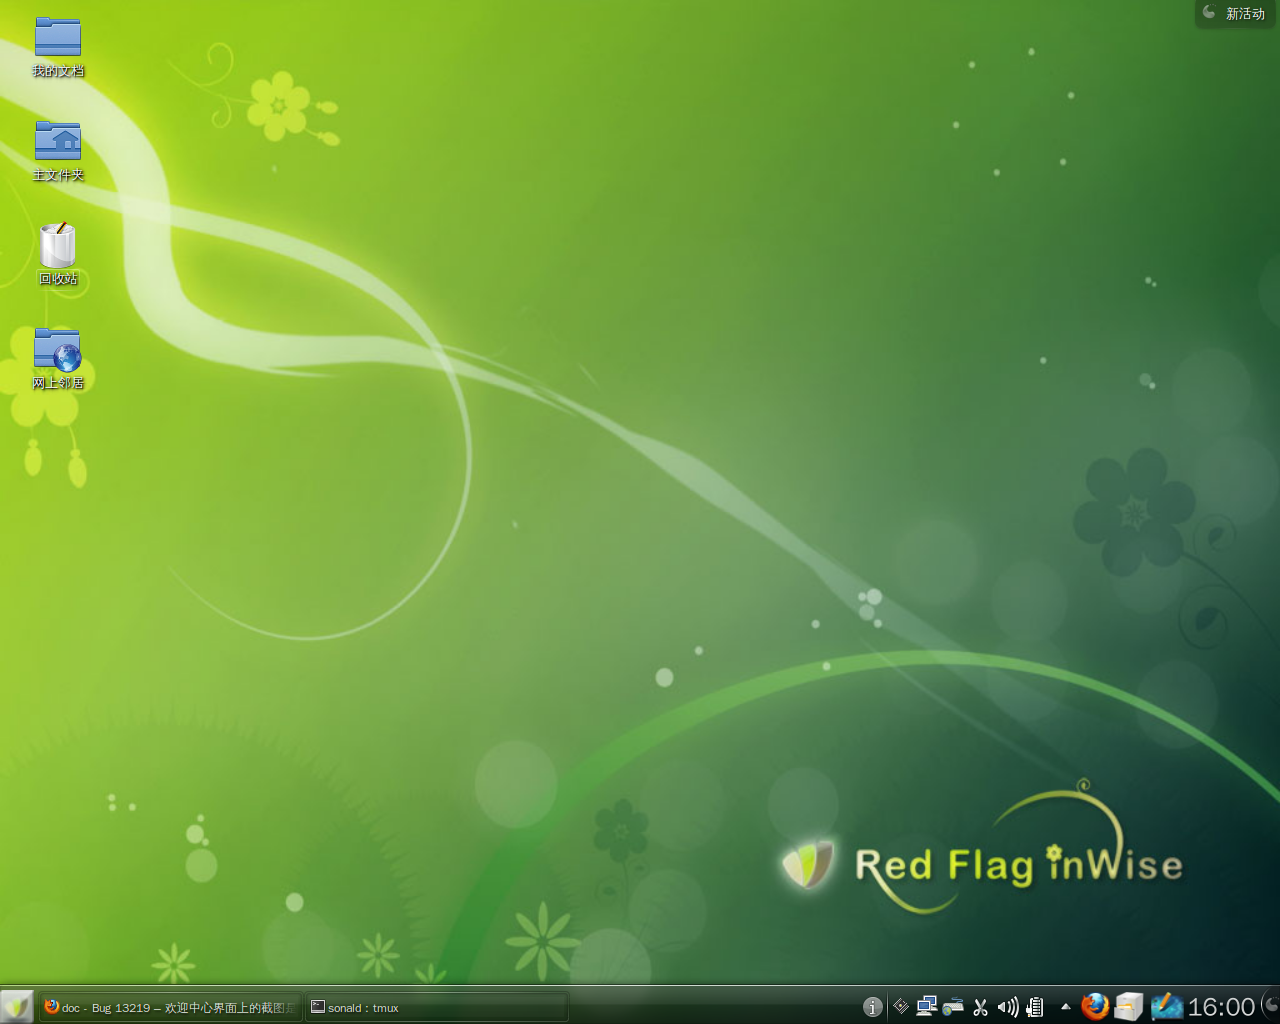 新活动
我的文档
主文件夹
回收站
网上邻居
Red Flag inWise
doc - Bug 13219 – 欢迎中心界面上的截图
sonald : tmux
16:00